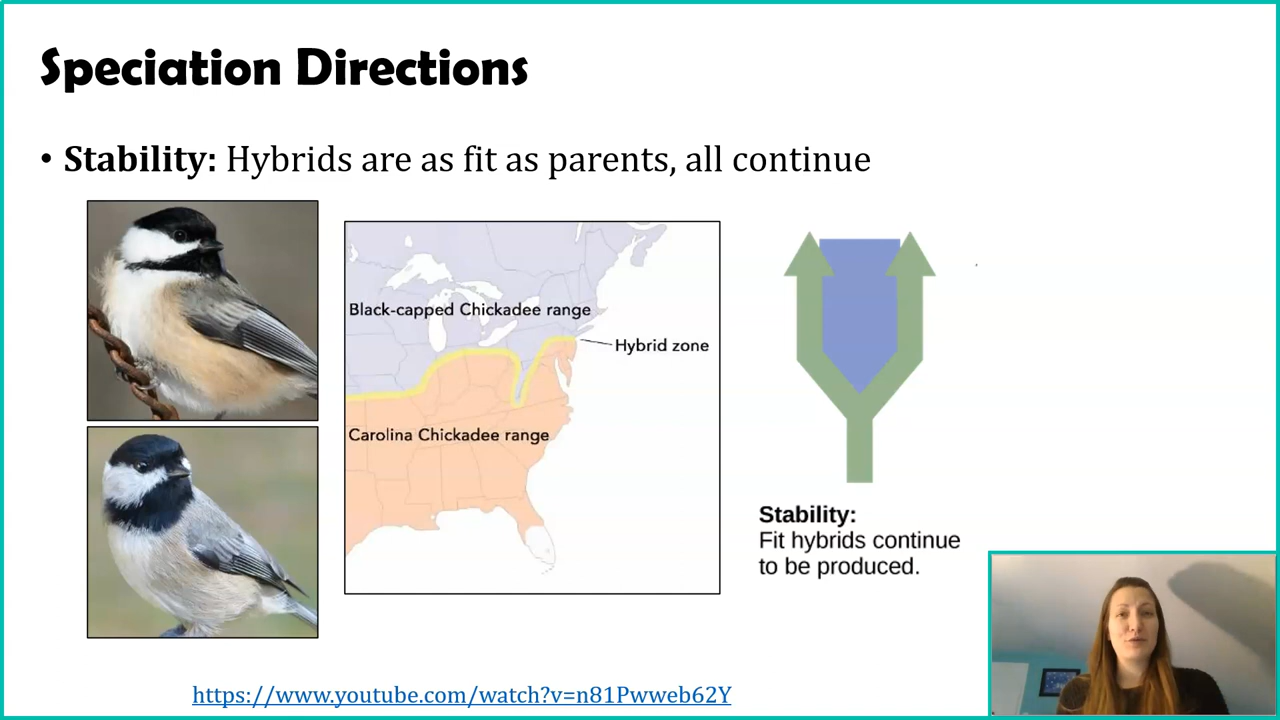 Speciation Directions
• Stability: Hybrids are as fit as parents, all continue
Black-capped Chickadee range
Hybrid zone
Carolina Chickadee range
Stability:
Fit hybrids continue
to be produced.
https://www.youtube.com/watch?v=n81Pwweb62Y